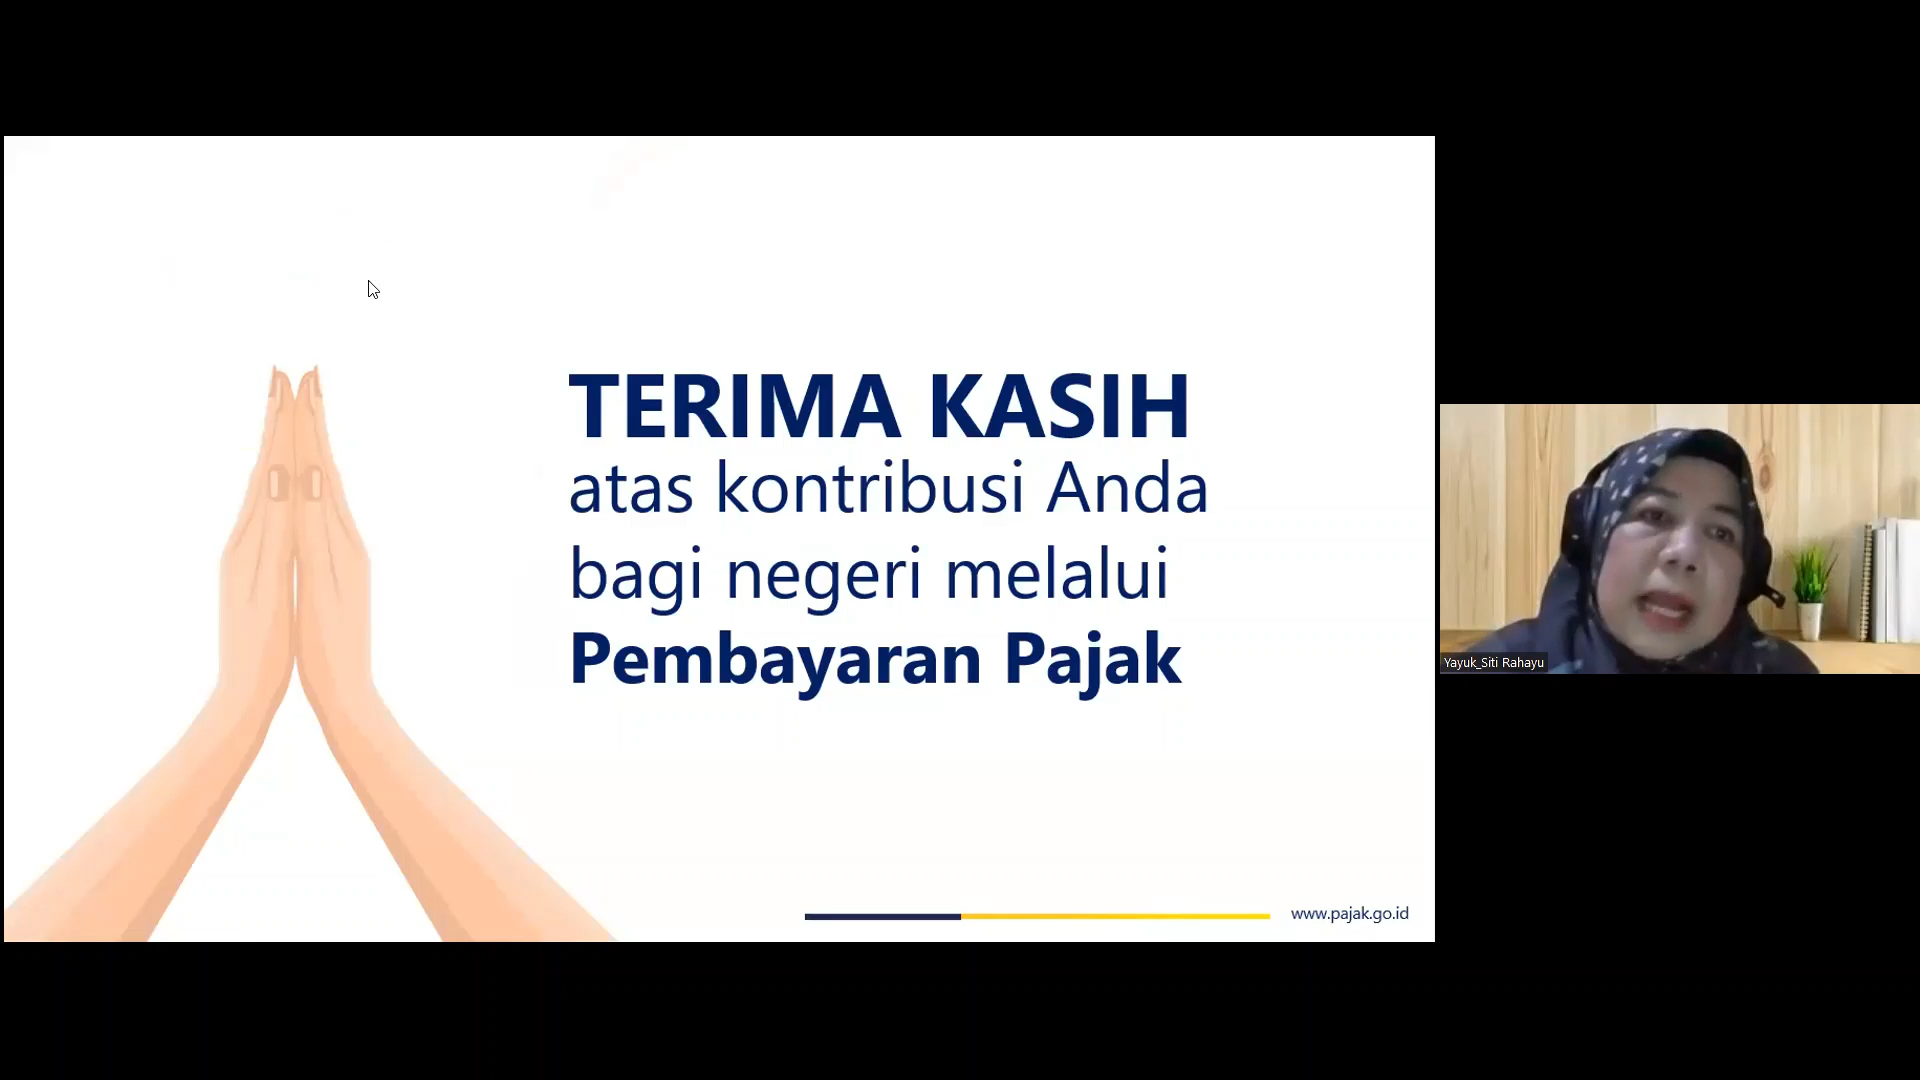 TERIMA KASIH
atas kontribusi Anda
bagi negeri melalui
Pembayaran Pajak
www.pajak.go.id
Yayuk_Siti Rahayu